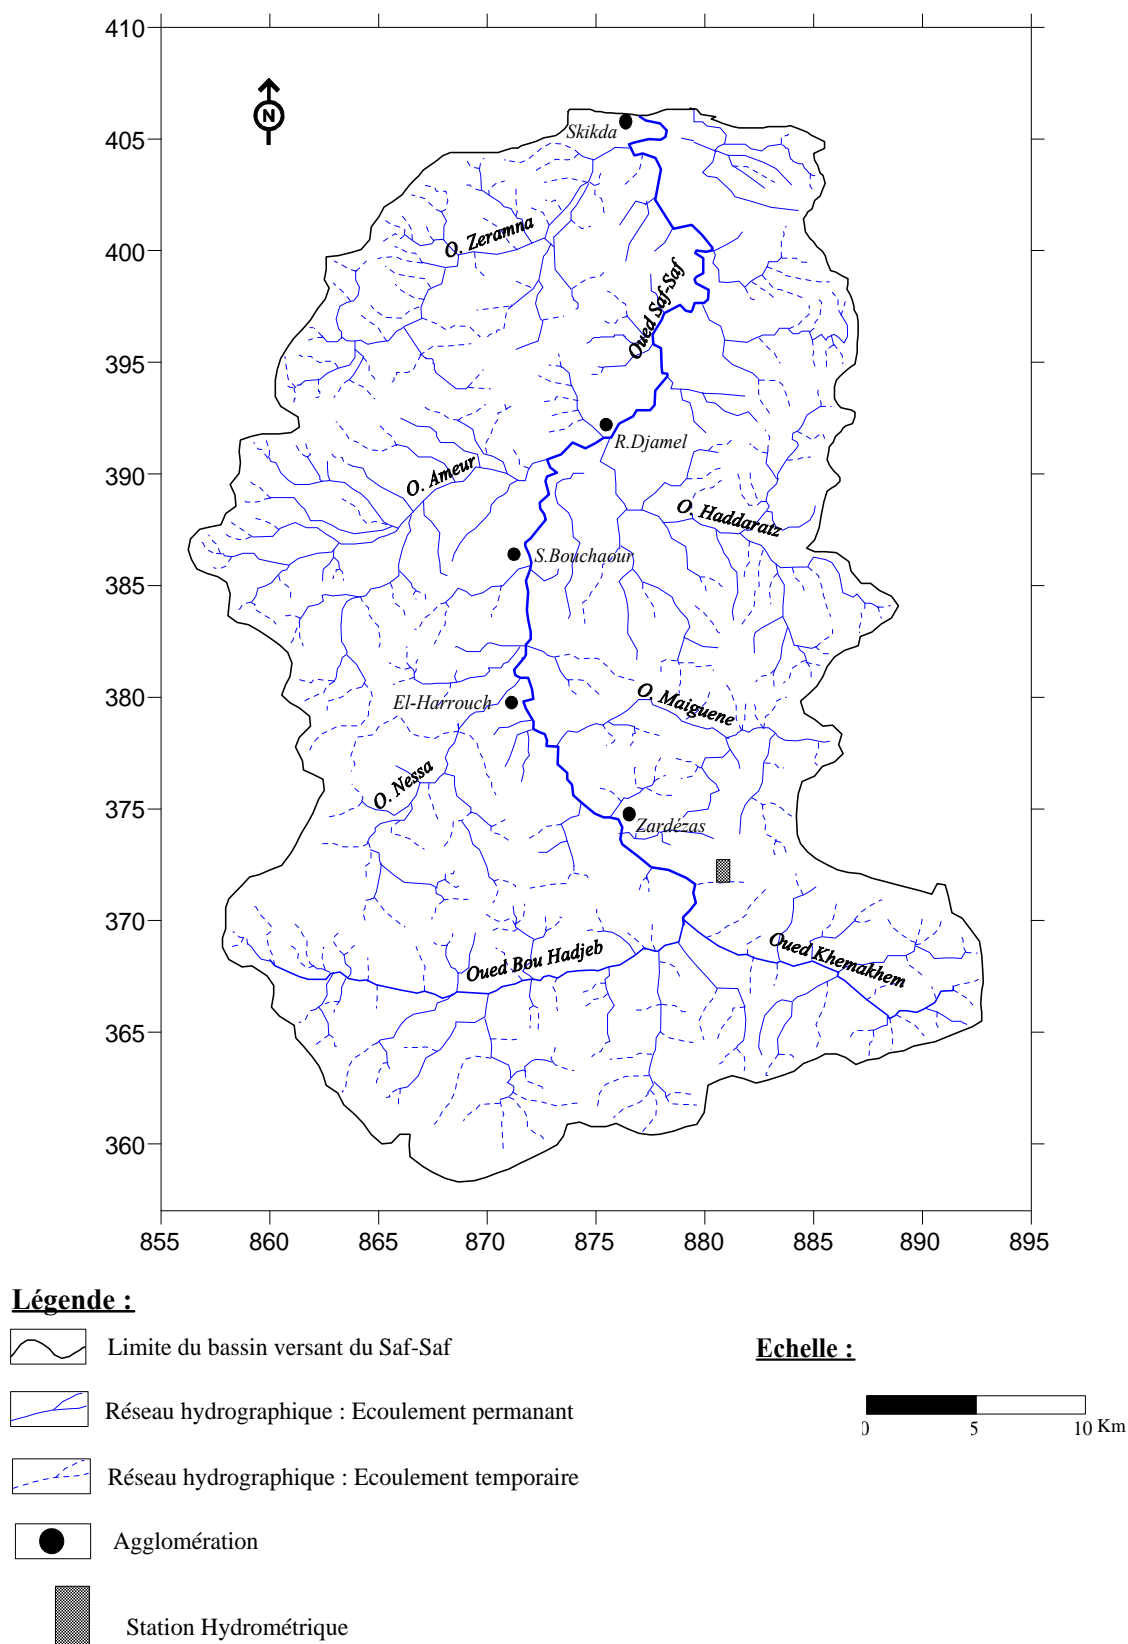 410
N
Skikda
405
O. Zeramna
400
Oued Saf-Saf
395
R.Djamel
O. Ameur
390
O. Haddaratz
S.Bouchaour
385
O. Maiguene
380
El-Harrouch
O. Nessa
375
Zardézas
370
Oued Khemakhem
Oued Bou Hadjeb
365
360
855 860 865 870 875 880 885 890 895
Légende :
Limite du bassin versant du Saf-Saf
Echelle :
Réseau hydrographique : Ecoulement permanant
0 5 10 Km
Réseau hydrographique : Ecoulement temporaire
Agglomération
Station Hydrométrique